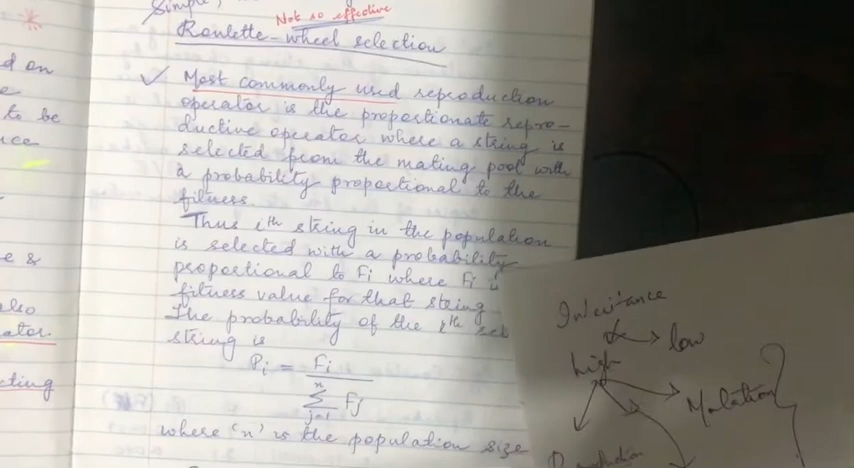 Simple,
Not so effective
Roulette-wheel selection
Most commonly used reproduction
operator is the proportionate repro-
ductive operator where a string is
selected from the mating pool with
a probability proportional to the
fitness.
Thus ith string in the population
is selected with a probability
proportional to Fi where Fi is
fitness value for that string.
The probability of the ith sel
string is
Pi = Fi / n Σ j=1 Fj
where 'n' is the population size
d on
e
to be
nce
e &
also
ator.
cting
Inheritance
low
high
Mutation